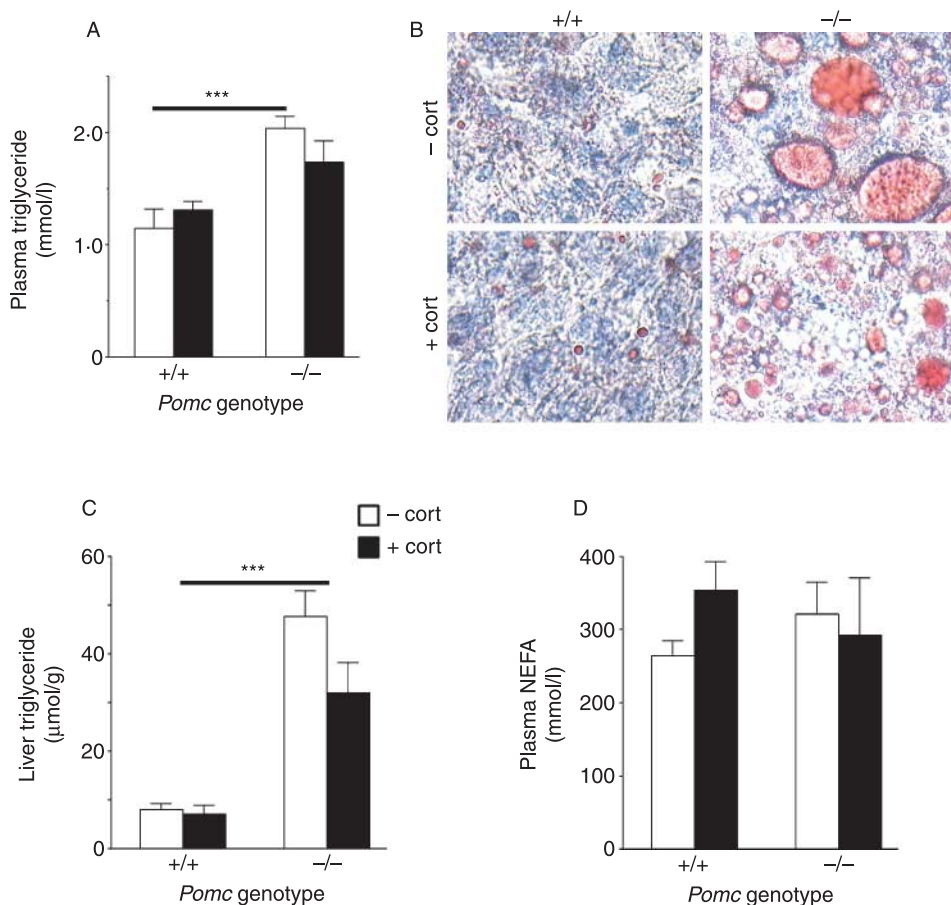 A
Plasma triglyceride
(mmol/l)
2·0
1·0
0
***
+/+
–/–
Pomc genotype
B
+/+
–/–
– cort
+ cort
C
– cort
+ cort
Liver triglyceride
(μmol/g)
60
40
20
0
***
+/+
–/–
Pomc genotype
D
Plasma NEFA
(mmol/l)
400
300
200
100
0
+/+
–/–
Pomc genotype